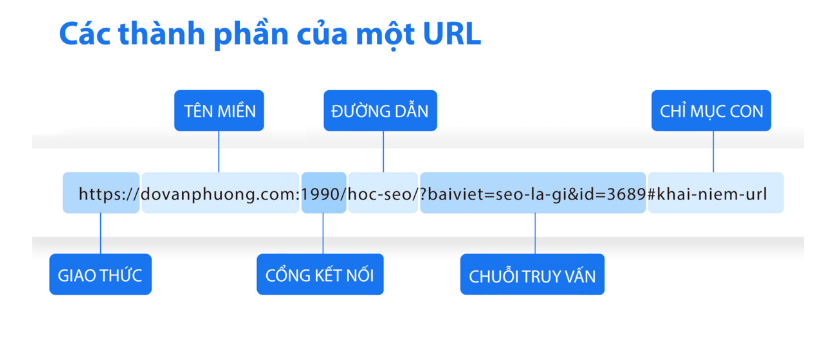 Các thành phần của một URL
TÊN MIỀN
ĐƯỜNG DẪN
CHỈ MỤC CON
https://dovanphuong.com:1990/hoc-seo/?baiviet=seo-la-gi&id=3689#khai-niem-url
GIAO THỨC
CỔNG KẾT NỐI
CHUỖI TRUY VẤN